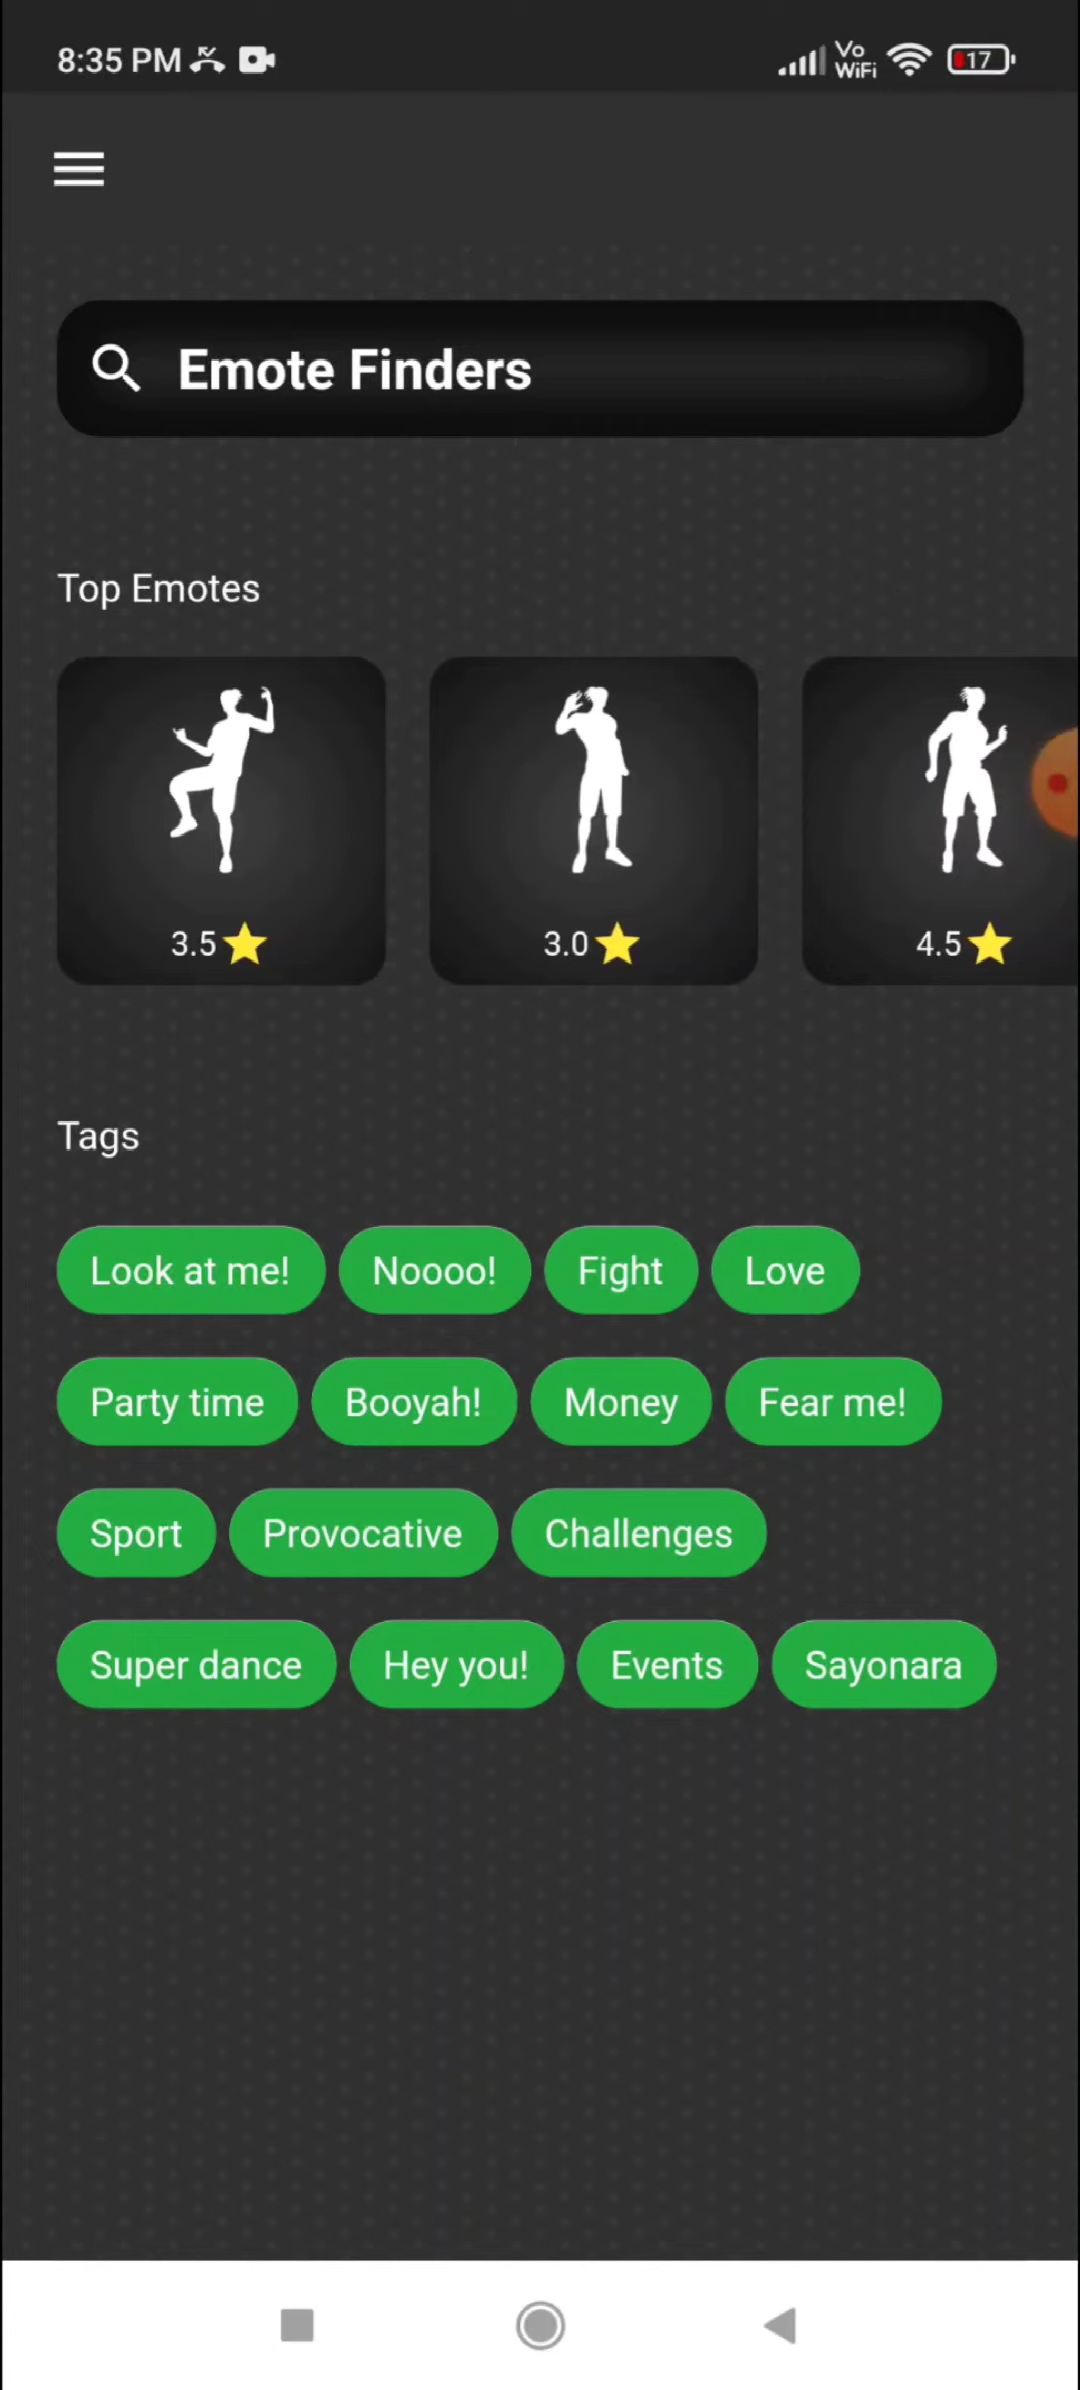 8:35 PM Vo WiFi 17
Emote Finders
Top Emotes
3.5 3.0 4.5
Tags
Look at me! Noooo! Fight Love
Party time Booyah! Money Fear me!
Sport Provocative Challenges
Super dance Hey you! Events Sayonara